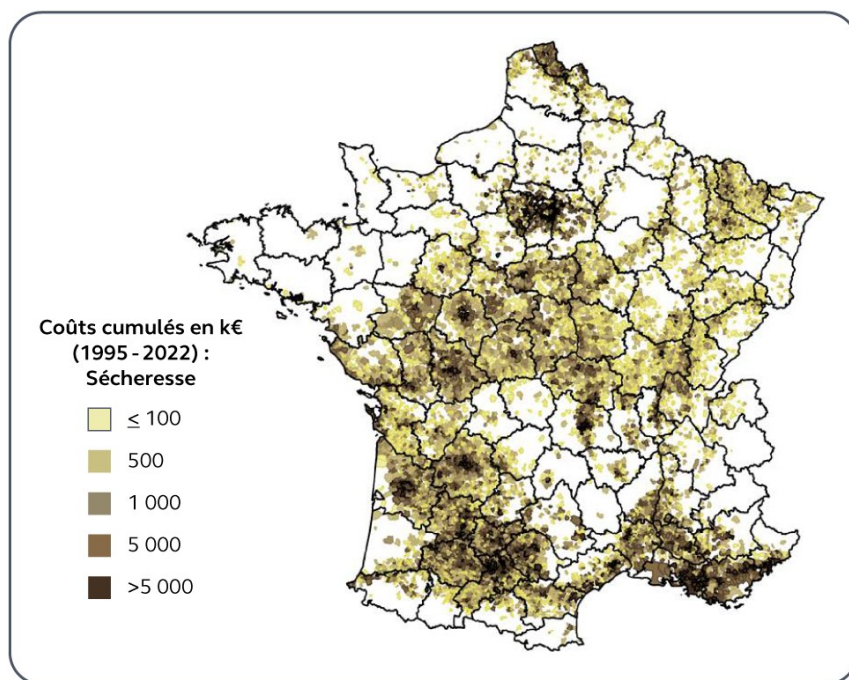 Coûts cumulés en k€
(1995 - 2022) :
Sécheresse
≤ 100
500
1 000
5 000
>5 000